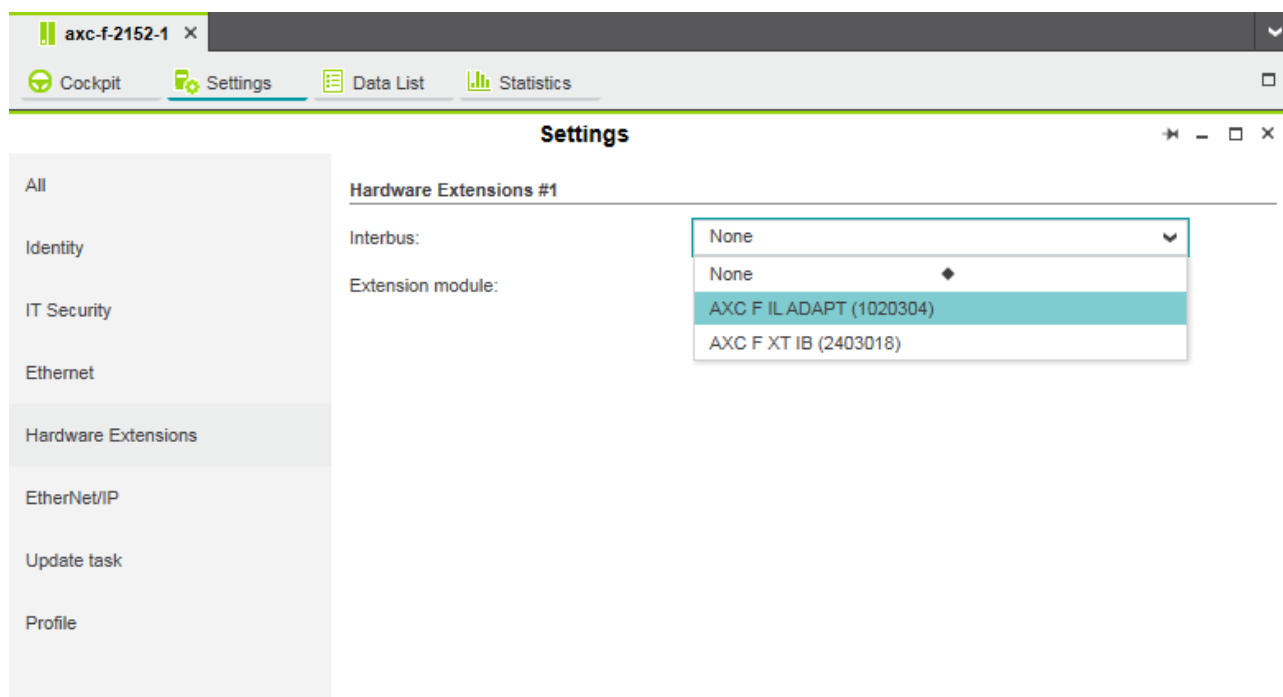 axc-f-2152-1
Cockpit Settings Data List Statistics
Settings
All
Identity
IT Security
Ethernet
Hardware Extensions
EtherNet/IP
Update task
Profile
Hardware Extensions #1
Interbus: None
Extension module:
None
AXC F IL ADAPT (1020304)
AXC F XT IB (2403018)